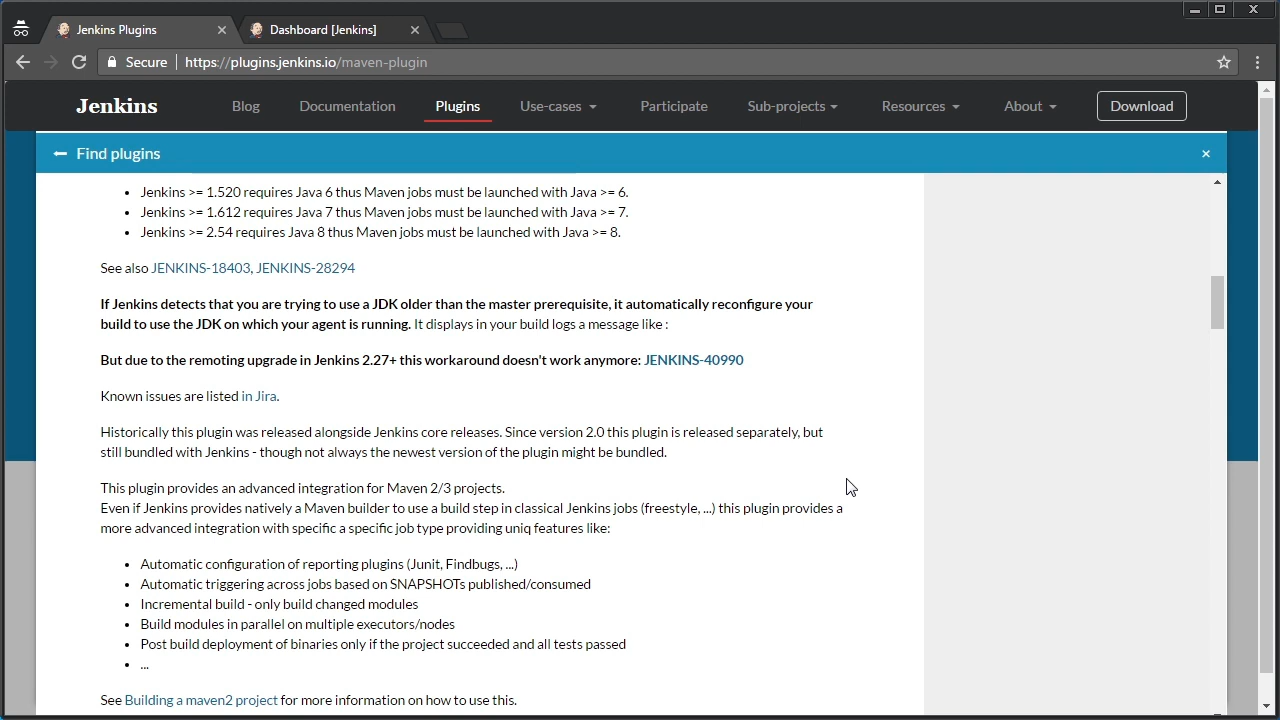 Jenkins Plugins
Dashboard [Jenkins]
Secure https://plugins.jenkins.io/maven-plugin
Jenkins Blog Documentation Plugins Use-cases Participate Sub-projects Resources About Download
Find plugins
Jenkins >= 1.520 requires Java 6 thus Maven jobs must be launched with Java >= 6.
Jenkins >= 1.612 requires Java 7 thus Maven jobs must be launched with Java >= 7.
Jenkins >= 2.54 requires Java 8 thus Maven jobs must be launched with Java >= 8.
See also JENKINS-18403, JENKINS-28294
If Jenkins detects that you are trying to use a JDK older than the master prerequisite, it automatically reconfigure your
build to use the JDK on which your agent is running. It displays in your build logs a message like :
But due to the remoting upgrade in Jenkins 2.27+ this workaround doesn't work anymore: JENKINS-40990
Known issues are listed in Jira.
Historically this plugin was released alongside Jenkins core releases. Since version 2.0 this plugin is released separately, but
still bundled with Jenkins - though not always the newest version of the plugin might be bundled.
This plugin provides an advanced integration for Maven 2/3 projects.
Even if Jenkins provides natively a Maven builder to use a build step in classical Jenkins jobs (freestyle, ...) this plugin provides a
more advanced integration with specific a specific job type providing uniq features like:
Automatic configuration of reporting plugins (Junit, Findbugs, ...)
Automatic triggering across jobs based on SNAPSHOTs published/consumed
Incremental build - only build changed modules
Build modules in parallel on multiple executors/nodes
Post build deployment of binaries only if the project succeeded and all tests passed
...
See Building a maven2 project for more information on how to use this.